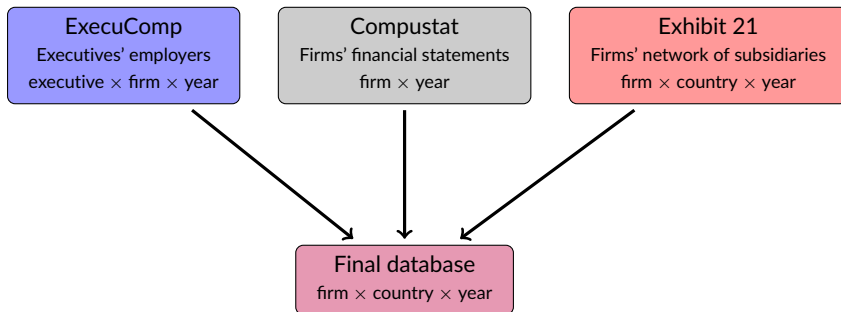 ExecuComp
Executives' employers
executive × firm × year
Compustat
Firms' financial statements
firm × year
Exhibit 21
Firms' network of subsidiaries
firm × country × year
Final database
firm × country × year